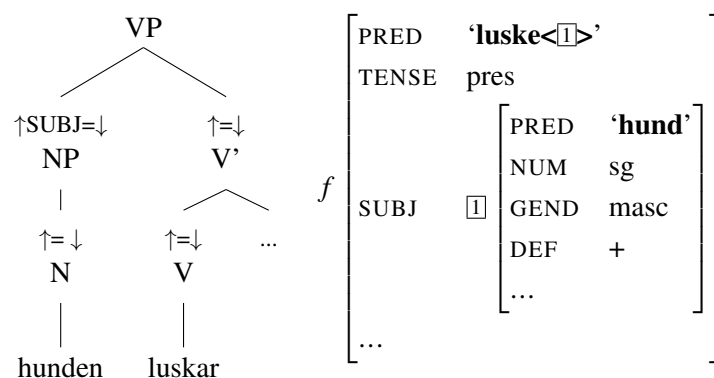 VP
↑SUBJ=↓ ↑=↓
NP V’
↑=↓ ↑=↓ ...
N V
hunden luskar
f
PRED ‘luske<1>’
TENSE pres
SUBJ 1
PRED ‘hund’
NUM sg
GEND masc
DEF +
...
...